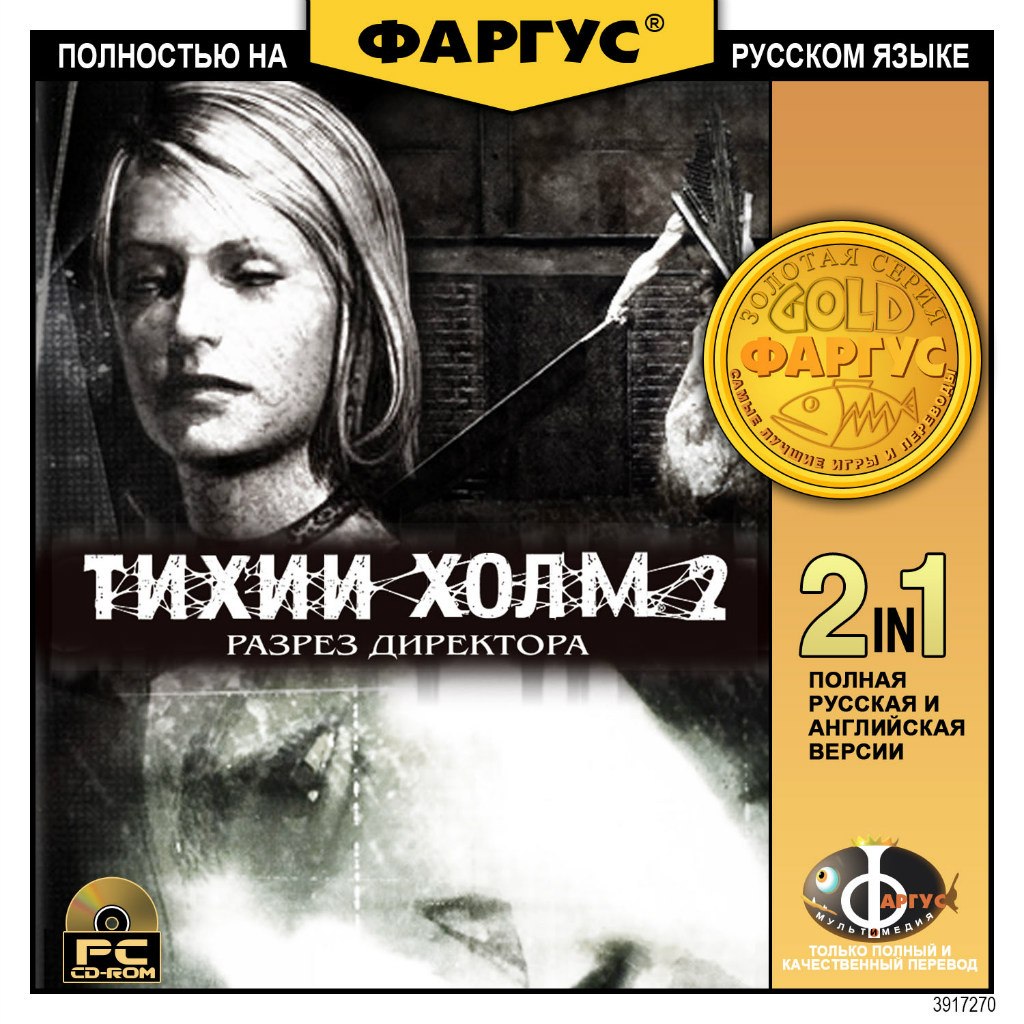 ФАРГУС®
ПОЛНОСТЬЮ НА РУССКОМ ЯЗЫКЕ
ЗОЛОТАЯ СЕРИЯ
GOLD
ФАРГУС
САМЫЕ ЛУЧШИЕ ИГРЫ И ПЕРЕВОДЫ
ТИХИИ ХОЛМ 2
РАЗРЕЗ ДИРЕКТОРА
2IN1
ПОЛНАЯ
РУССКАЯ И
АНГЛИЙСКАЯ
ВЕРСИИ
ФАРГУС
МУЛЬТИМЕДИЯ
ТОЛЬКО ПОЛНЫЙ И
КАЧЕСТВЕННЫЙ ПЕРЕВОД
PC
CD-ROM
3917270